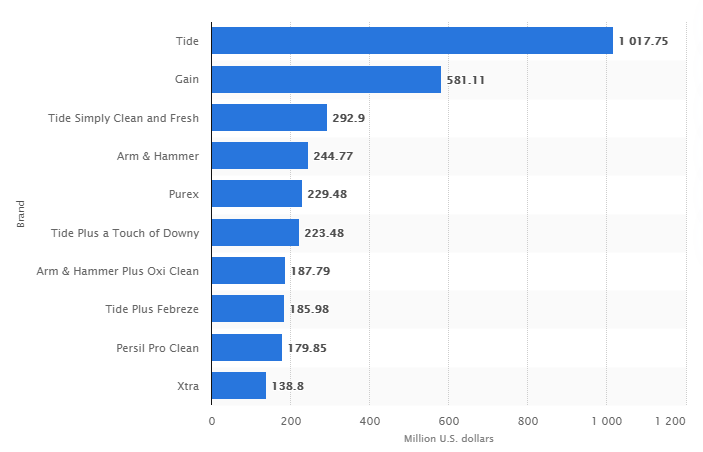 Tide 1 017.75
Gain 581.11
Tide Simply Clean and Fresh 292.9
Arm & Hammer 244.77
Purex 229.48
Brand
Tide Plus a Touch of Downy 223.48
Arm & Hammer Plus Oxi Clean 187.79
Tide Plus Febreze 185.98
Persil Pro Clean 179.85
Xtra 138.8
0 200 400 600 800 1 000 1 200
Million U.S. dollars